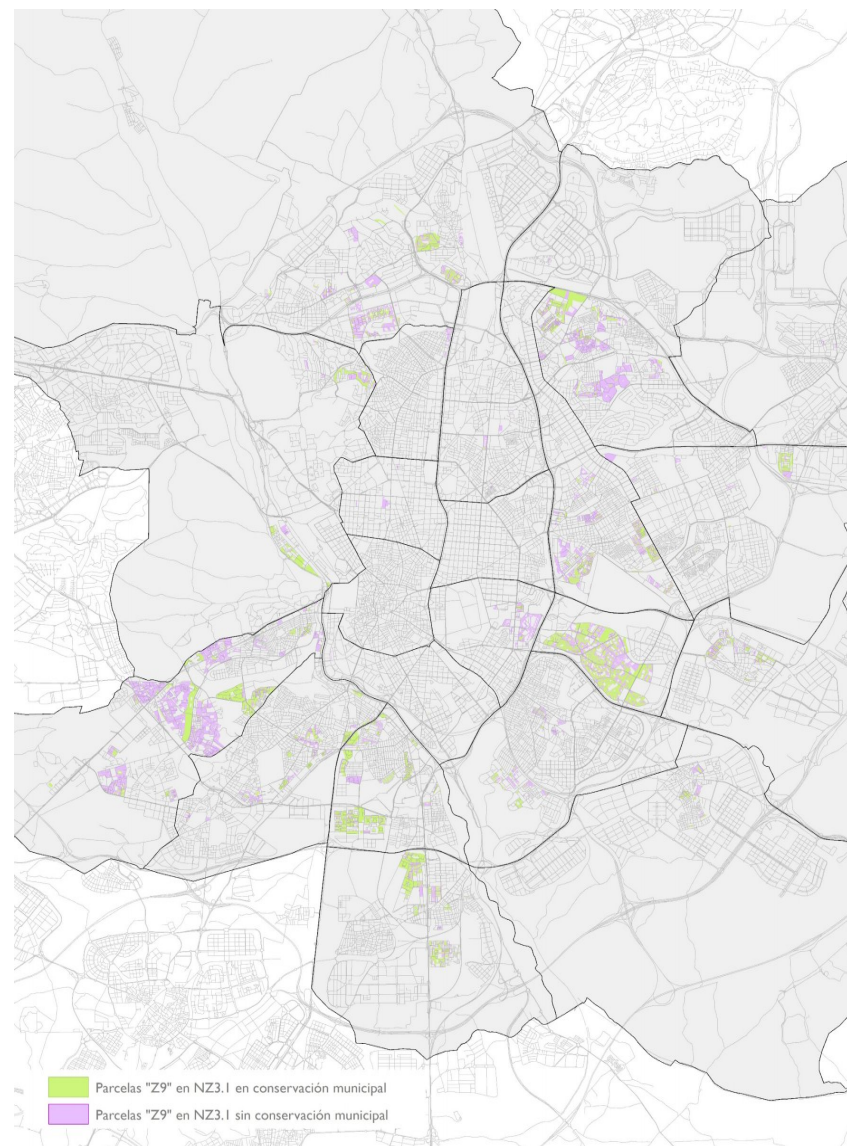 Parcelas "Z9" en NZ3.1 en conservación municipal
Parcelas "Z9" en NZ3.1 sin conservación municipal